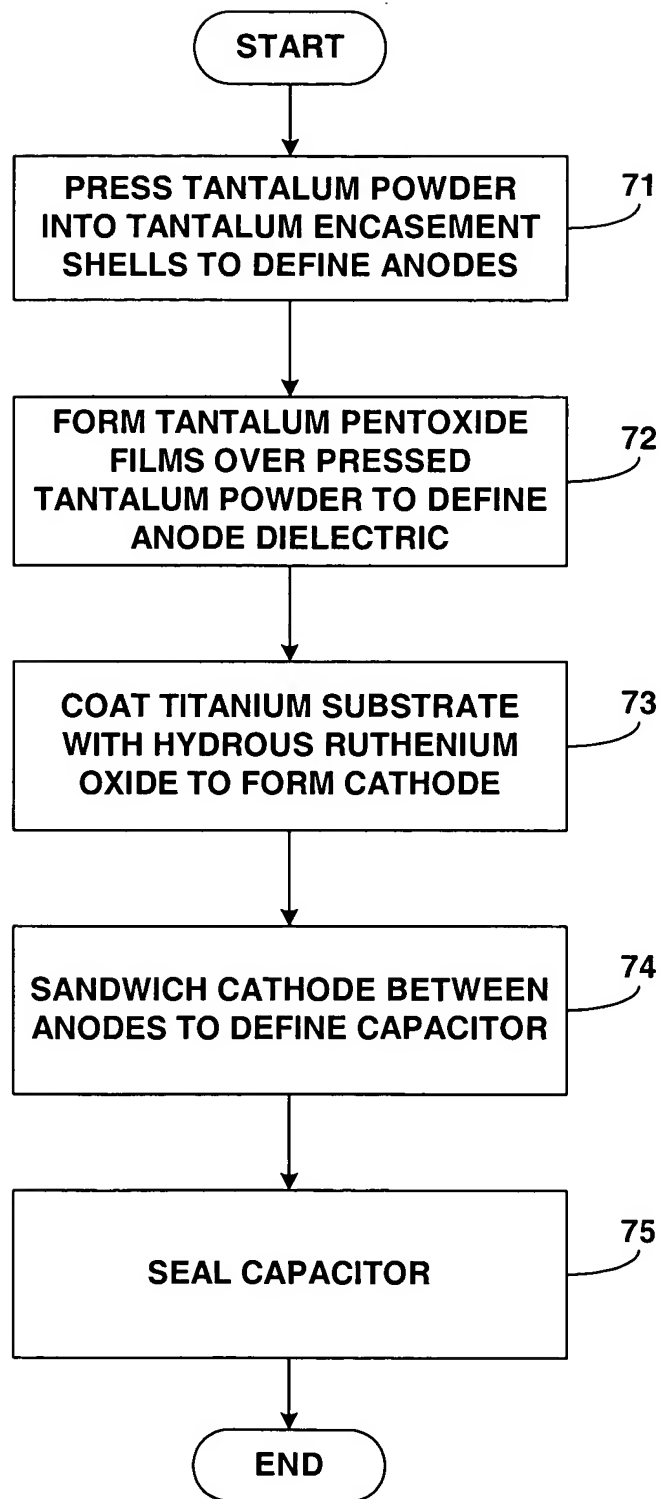 START
PRESS TANTALUM POWDER
INTO TANTALUM ENCASEMENT
SHELLS TO DEFINE ANODES
71
FORM TANTALUM PENTOXIDE
FILMS OVER PRESSED
TANTALUM POWDER TO DEFINE
ANODE DIELECTRIC
72
COAT TITANIUM SUBSTRATE
WITH HYDROUS RUTHENIUM
OXIDE TO FORM CATHODE
73
SANDWICH CATHODE BETWEEN
ANODES TO DEFINE CAPACITOR
74
SEAL CAPACITOR
75
END